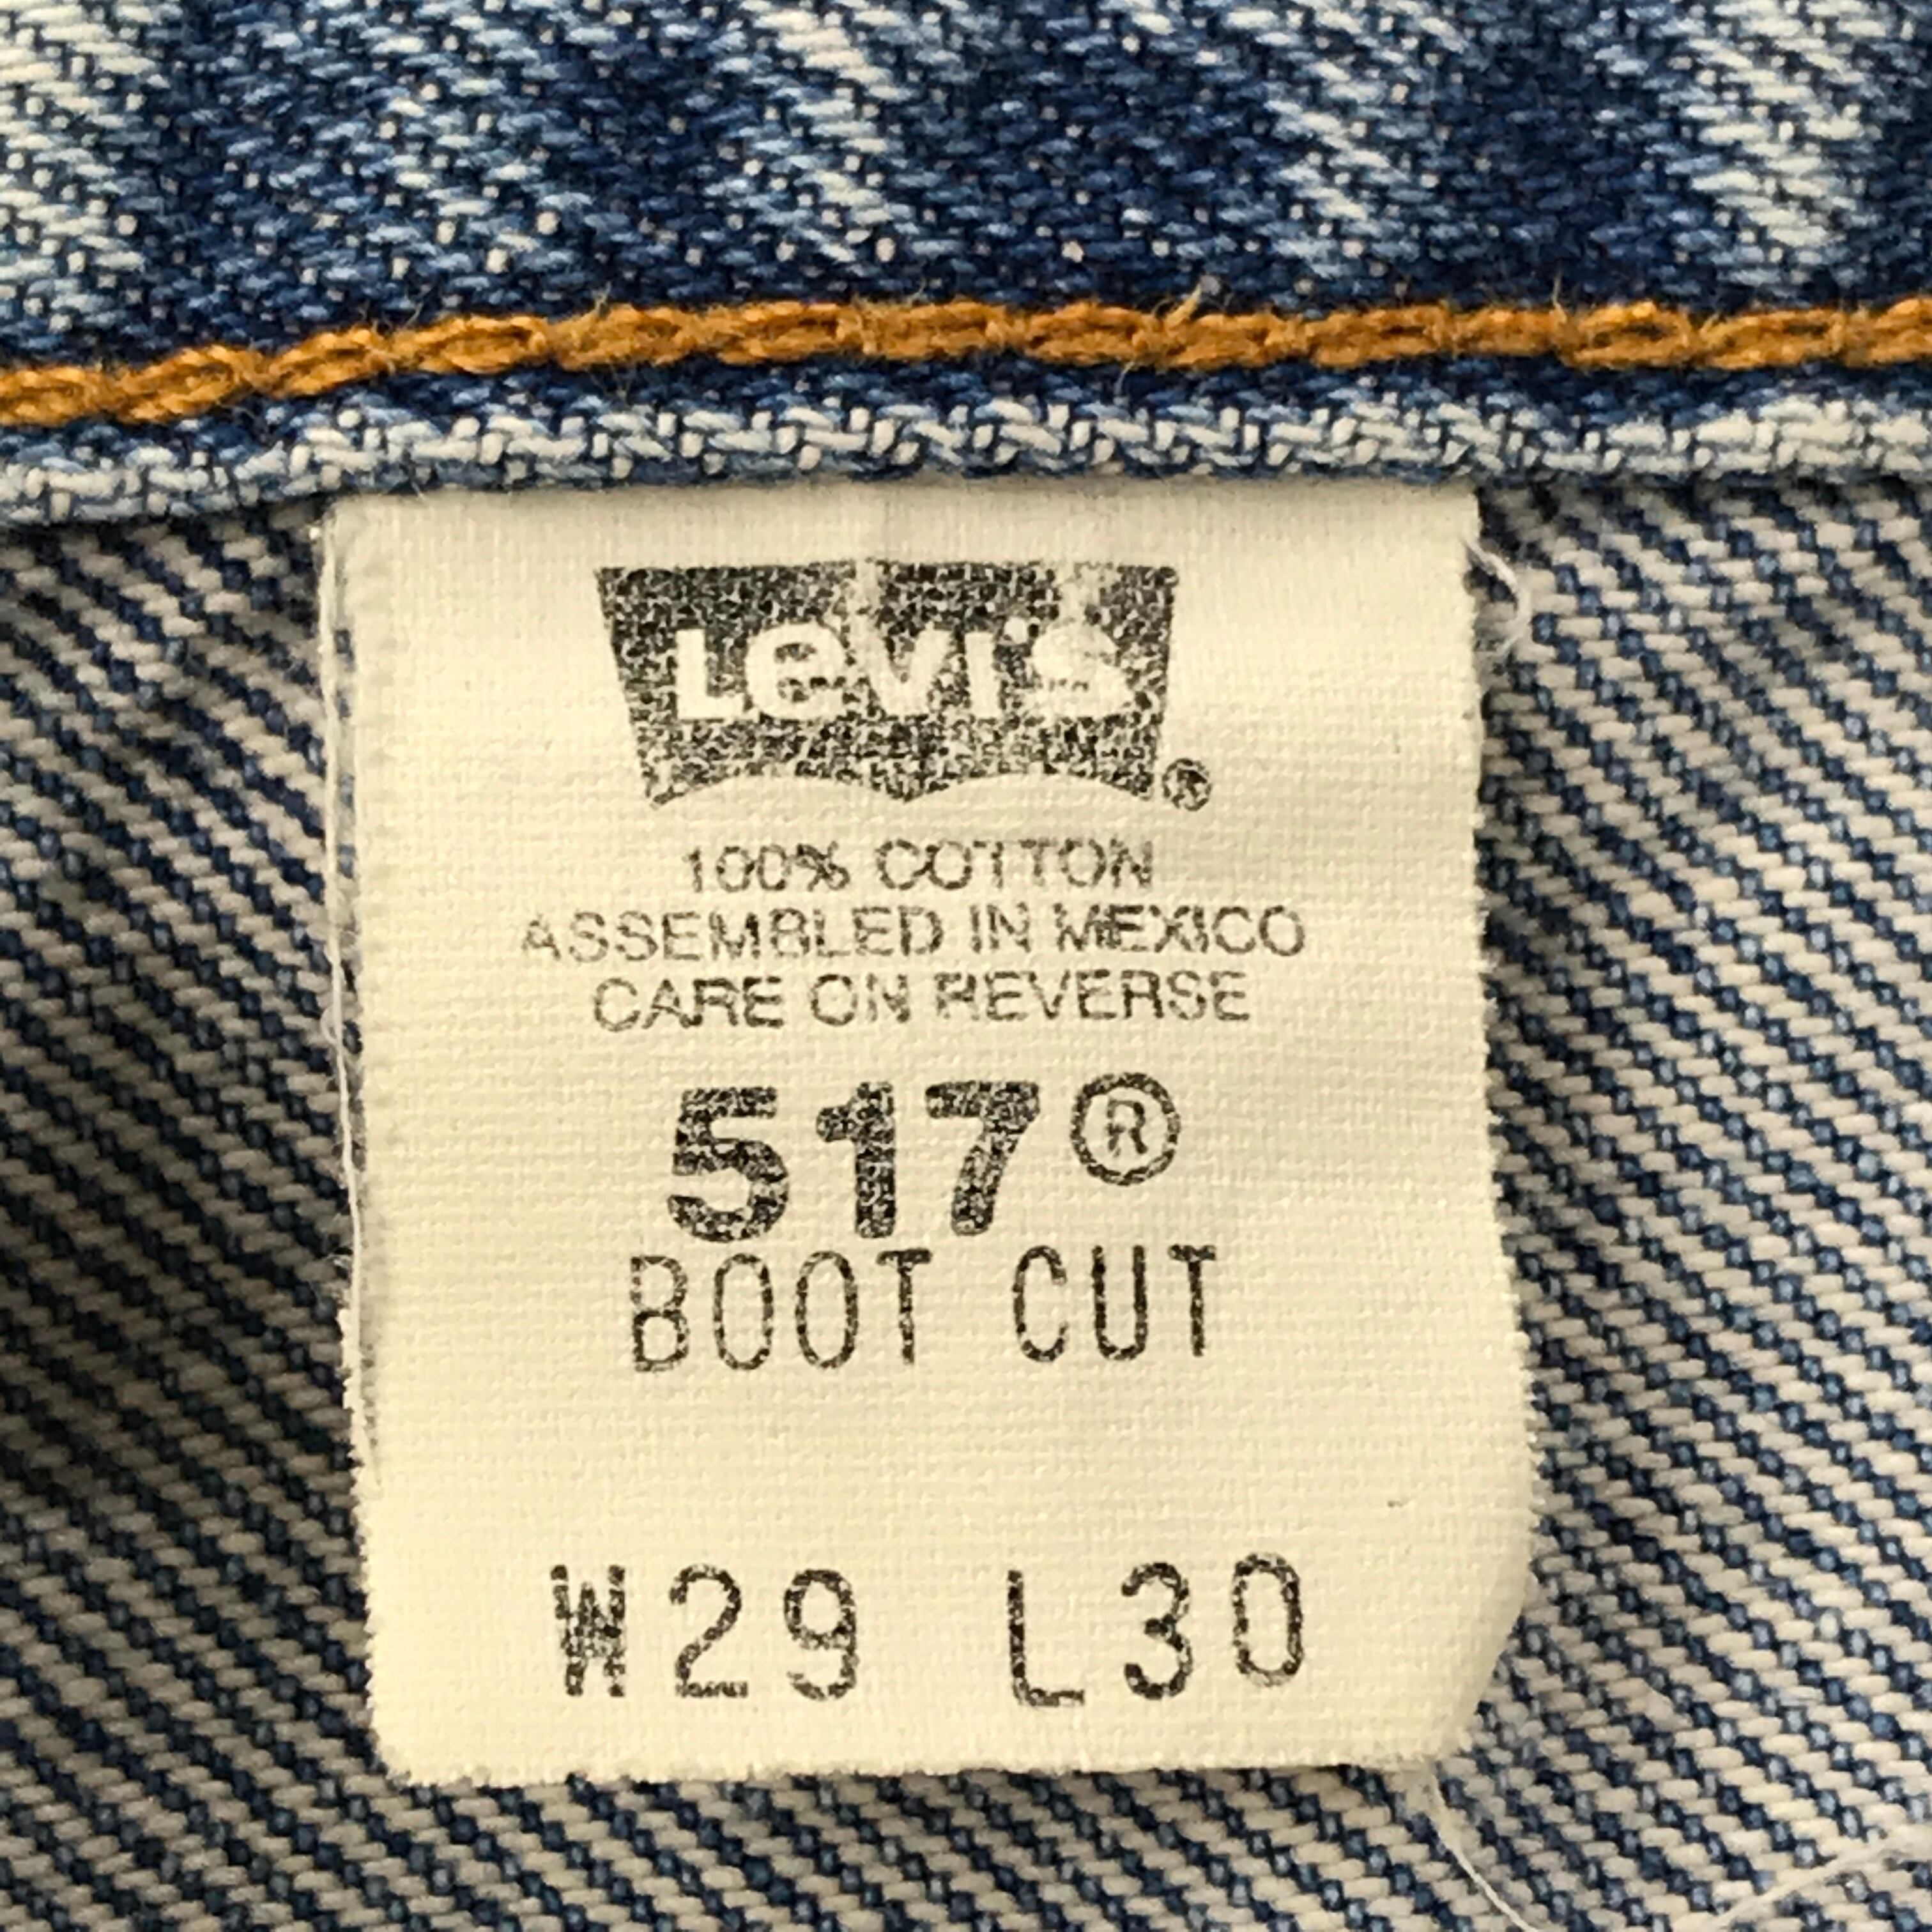 Levi's ®
100% COTTON
ASSEMBLED IN MEXICO
CARE ON REVERSE
517®
BOOT CUT
W29 L30